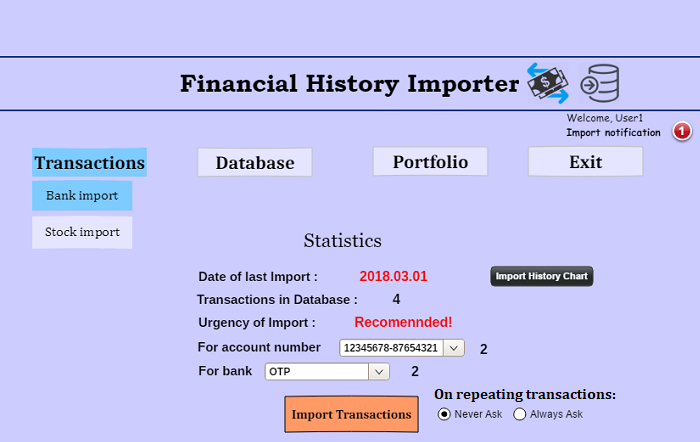 Financial History Importer
Welcome, User1
Import notification 1
Transactions Database Portfolio Exit
Bank import
Stock import
Statistics
Date of last Import : 2018.03.01 Import History Chart
Transactions in Database : 4
Urgency of Import : Recomennded!
For account number 12345678-87654321 2
For bank OTP 2
On repeating transactions:
Import Transactions Never Ask Always Ask